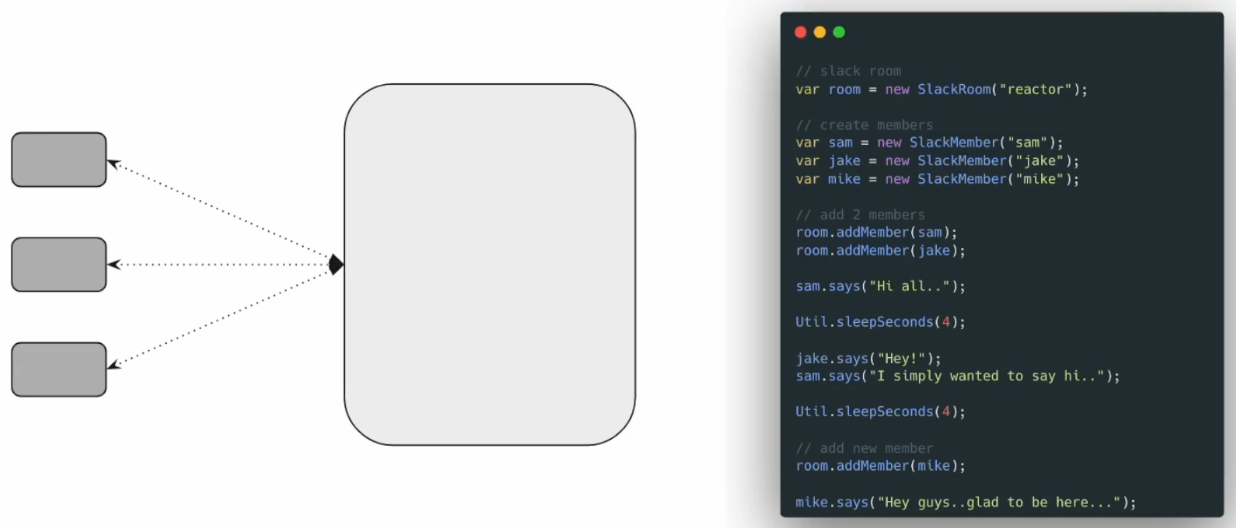 // slack room
var room = new SlackRoom("reactor");
// create members
var sam = new SlackMember("sam");
var jake = new SlackMember("jake");
var mike = new SlackMember("mike");
// add 2 members
room.addMember(sam);
room.addMember(jake);
sam.says("Hi all..");
Util.sleepSeconds(4);
jake.says("Hey!");
sam.says("I simply wanted to say hi..");
Util.sleepSeconds(4);
// add new member
room.addMember(mike);
mike.says("Hey guys..glad to be here...");